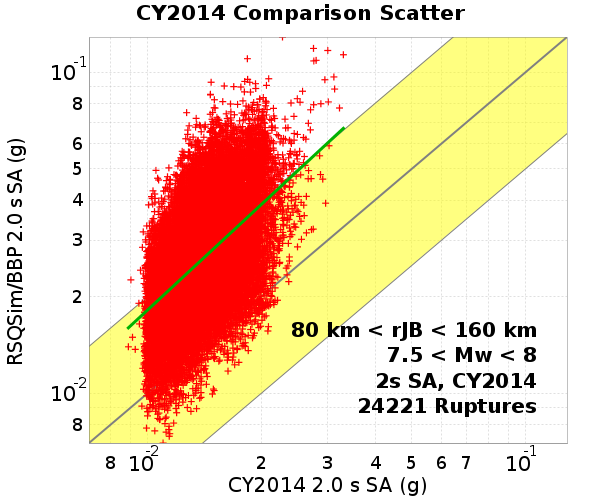 CY2014 Comparison Scatter
RSQSim/BBP 2.0 s SA (g)
10-1
8
6
5
4
3
2
10-2
8
80 km < rJB < 160 km
7.5 < Mw < 8
2s SA, CY2014
24221 Ruptures
8 10-2 2 3 4 5 6 7 10-1
CY2014 2.0 s SA (g)